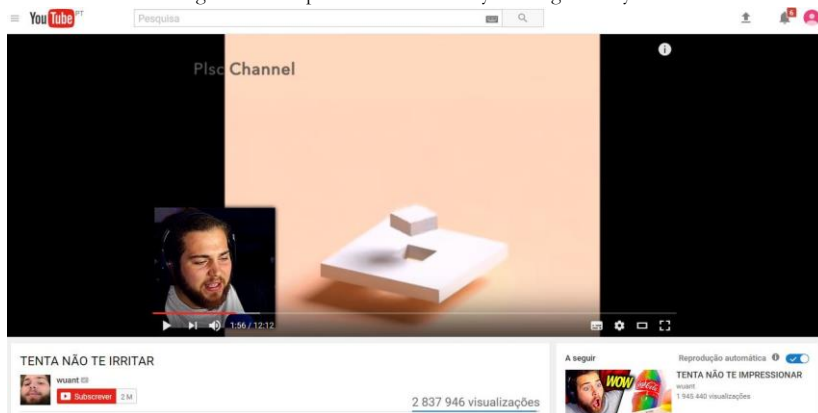 YouTube PT
Pesquisa
6
Plsc Channel
1:56 / 12:12
TENTA NÃO TE IRRITAR
wuant
Subscrever 2 M
2 837 946 visualizações
A seguir
Reprodução automática
WOW
TENTA NÃO TE IMPRESSIONAR
wuant
1 945 440 visualizações